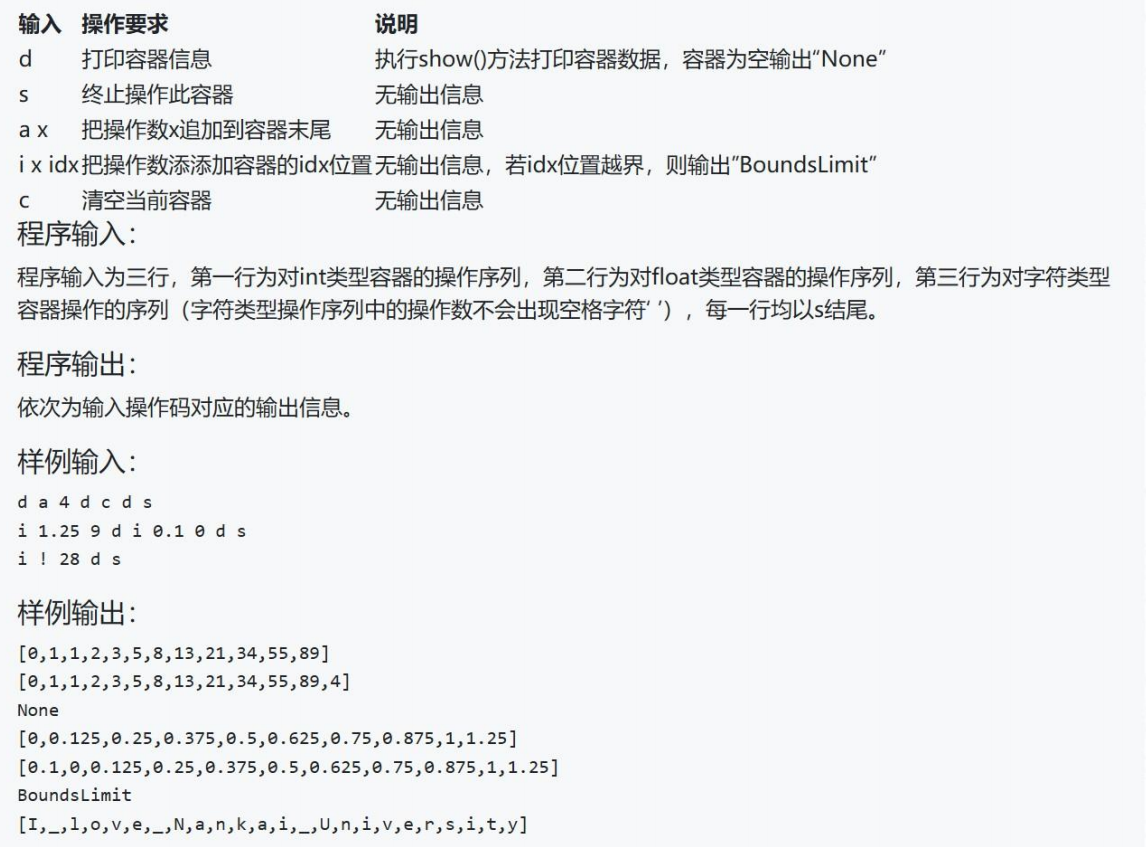 输入 操作要求 说明
d 打印容器信息 执行show()方法打印容器数据，容器为空输出“None”
s 终止操作此容器 无输出信息
a x 把操作数x追加到容器末尾 无输出信息
i x idx 把操作数添添加容器的idx位置 无输出信息，若idx位置越界，则输出”BoundsLimit”
c 清空当前容器 无输出信息
程序输入：
程序输入为三行，第一行为对int类型容器的操作序列，第二行为对float类型容器的操作序列，第三行为对字符类型
容器操作的序列（字符类型操作序列中的操作数不会出现空格字符‘ ’），每一行均以s结尾。
程序输出：
依次为输入操作码对应的输出信息。
样例输入：
d a 4 d c d s
i 1.25 9 d i 0.1 0 d s
i ! 28 d s
样例输出：
[0,1,1,2,3,5,8,13,21,34,55,89]
[0,1,1,2,3,5,8,13,21,34,55,89,4]
None
[0,0.125,0.25,0.375,0.5,0.625,0.75,0.875,1,1.25]
[0.1,0,0.125,0.25,0.375,0.5,0.625,0.75,0.875,1,1.25]
BoundsLimit
[I,_,l,o,v,e,_,N,a,n,k,a,i,_,U,n,i,v,e,r,s,i,t,y]